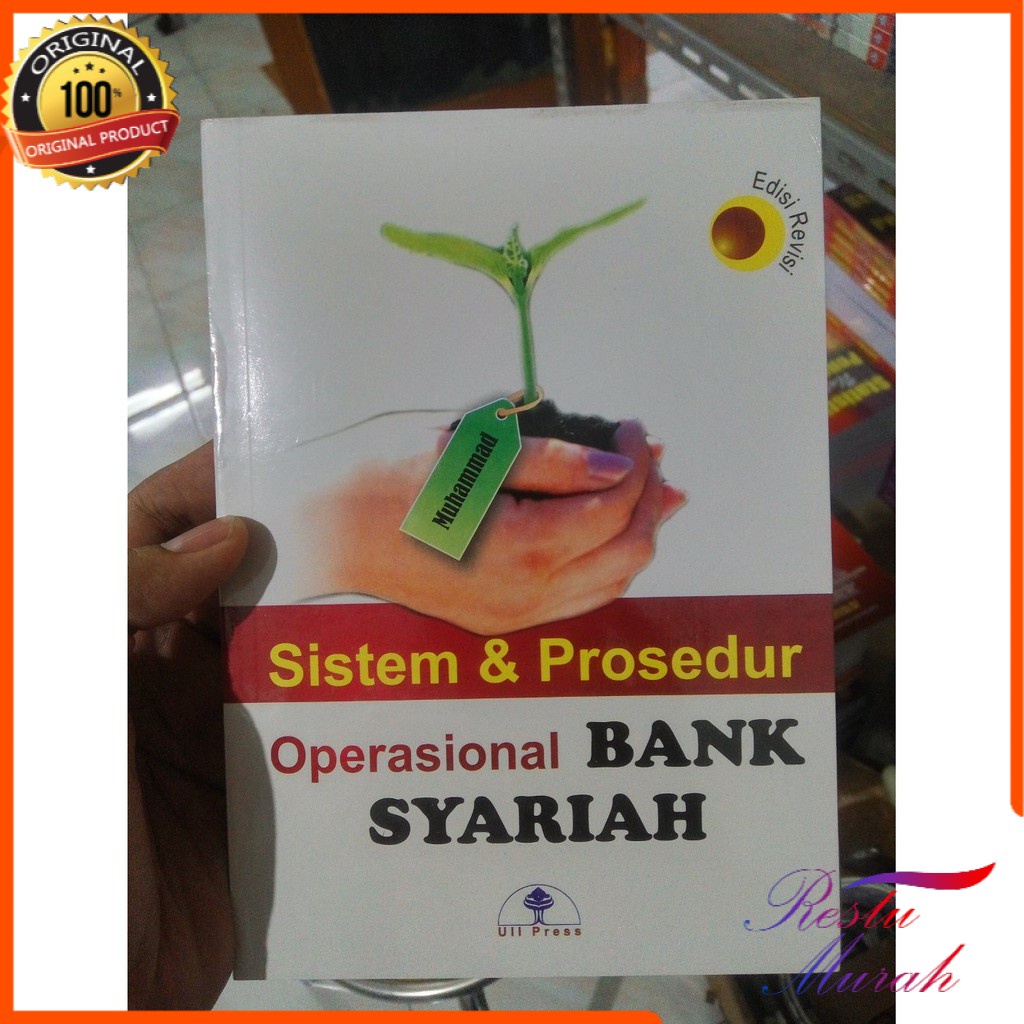 ORIGINAL
100%
ORIGINAL PRODUCT
Edisi Revisi
Muhammad
Sistem & Prosedur
Operasional BANK
SYARIAH
UII Press
Restu
Murah